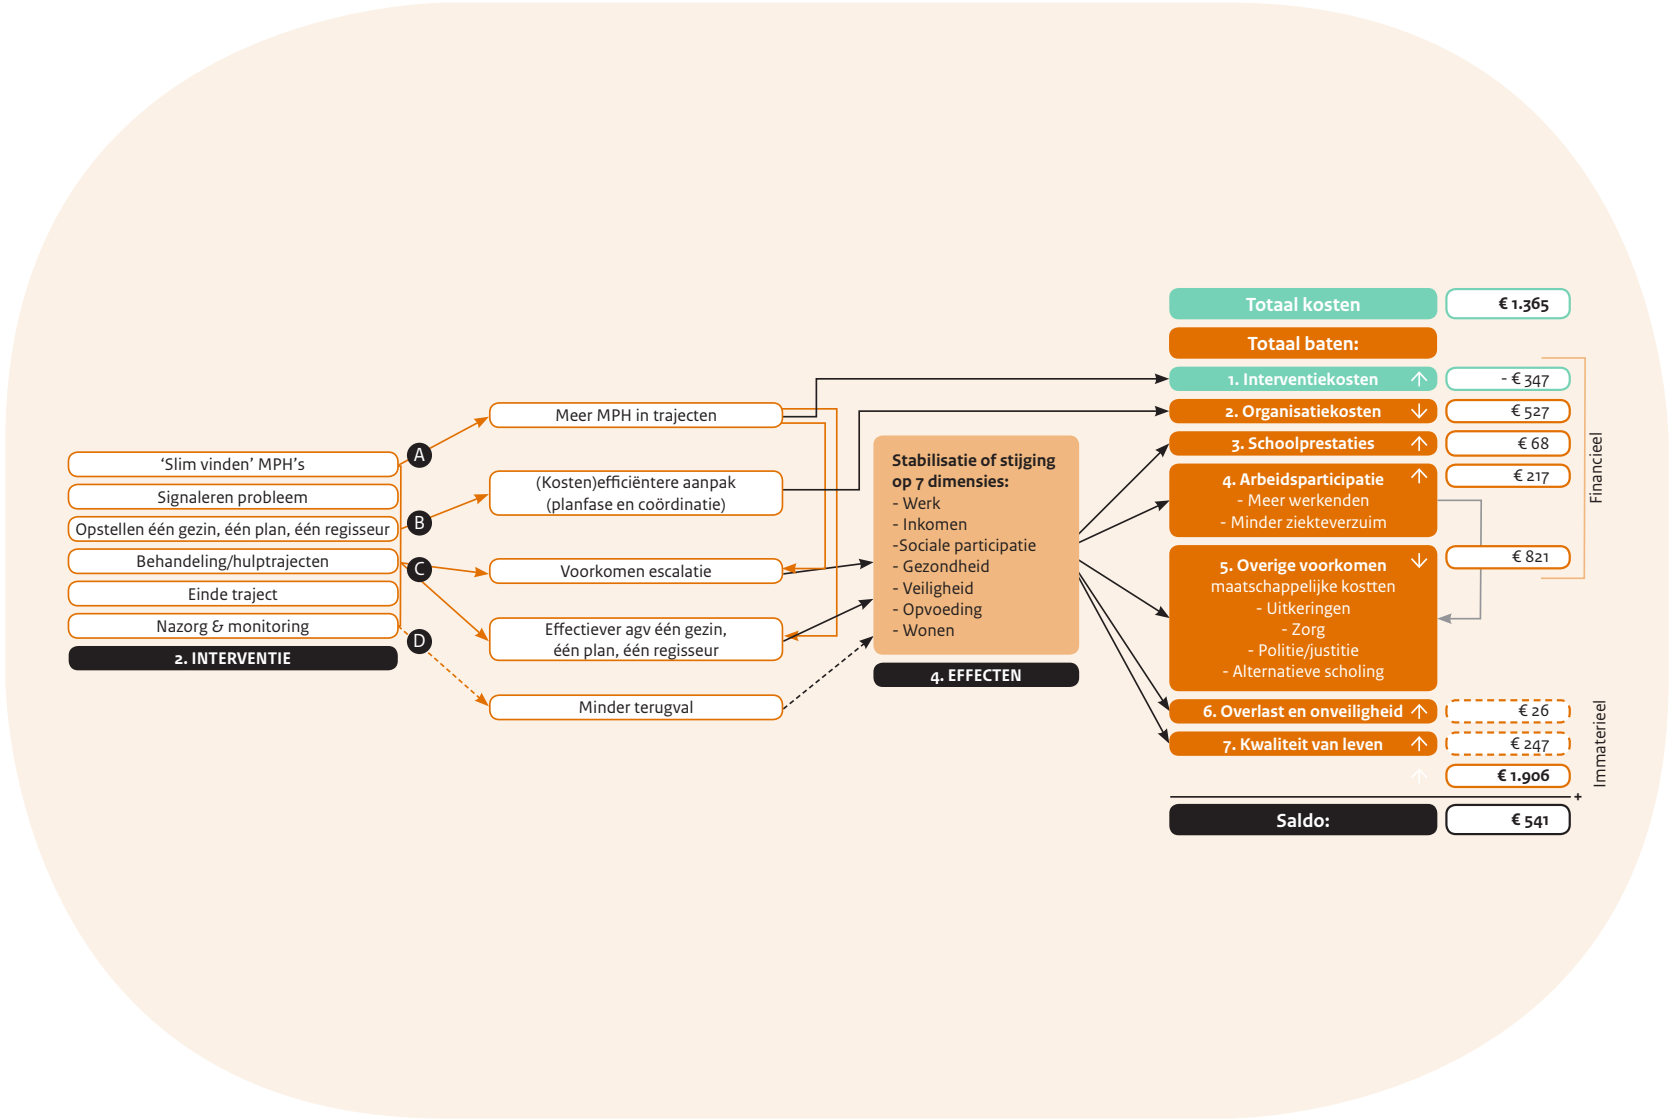 ‘Slim vinden’ MPH’s
Signaleren probleem
Opstellen één gezin, één plan, één regisseur
Behandeling/hulptrajecten
Einde traject
Nazorg & monitoring
2. INTERVENTIE
A
B
C
D
Meer MPH in trajecten
(Kosten)efficiëntere aanpak
(planfase en coördinatie)
Voorkomen escalatie
Effectiever agv één gezin,
één plan, één regisseur
Minder terugval
Stabilisatie of stijging
op 7 dimensies:
- Werk
- Inkomen
-Sociale participatie
- Gezondheid
- Veiligheid
- Opvoeding
- Wonen
4. EFFECTEN
Totaal kosten
€ 1.365
Totaal baten:
1. Interventiekosten
- € 347
2. Organisatiekosten
€ 527
3. Schoolprestaties
€ 68
4. Arbeidsparticipatie
€ 217
- Meer werkenden
- Minder ziekteverzuim
5. Overige voorkomen
€ 821
maatschappelijke kostten
- Uitkeringen
- Zorg
- Politie/justitie
- Alternatieve scholing
6. Overlast en onveiligheid
€ 26
7. Kwaliteit van leven
€ 247
€ 1.906
+
Saldo:
€ 541
Financieel
Immaterieel